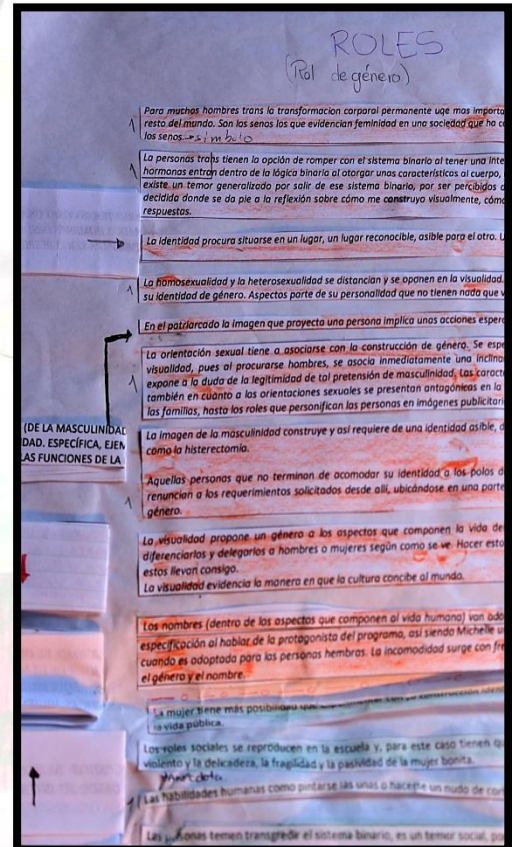 ROLES
(Rol de género)
Para muchos hombres trans la transformacion corporal permanente uqe mas importa
resto del mundo. Son los senos los que evidencian feminidad en una sociedad que ha c
los senos. símbolo
La personas trans tienen la opción de romper con el sistema binario al tener una inte
hormonas entran dentro de la lógica binaria al otorgar unas características al cuerpo,
existe un temor generalizado por salir de ese sistema binario, por ser percibidos
decidida donde se da pie a la reflexión sobre cómo me construyo visualmente, cómo
respuestas.
La identidad procura situarse en un lugar, un lugar reconocible, asible para el otro. L
La homosexualidad y la heterosexualidad se distancian y se oponen en la visualidad.
su identidad de género. Aspectos parte de su personalidad que no tienen nada que v
En el patriarcado la imagen que proyecta una persona implica unas acciones esper
La orientación sexual tiene a asociarse con la construcción de género. Se espe
visualidad, pues al procurarse hombres, se asocia inmediatamente una inclina
expone a la duda de la legitimidad de tal pretensión de masculinidad. Las caracte
también en cuanto a las orientaciones sexuales se presentan antagónicas en la
las familias, hasta los roles que personifican las personas en imágenes publicitari
(DE LA MASCULINIDAD
DAD. ESPECÍFICA, EJEM
LAS FUNCIONES DE LA
La imagen de la masculinidad construye y asi requiere de una identidad asible, d
como la histerectomía.
Aquellas personas que no terminan de acomodar su identidad a los polos d
renuncian a los requerimientos solicitados desde allí, ubicándose en una parte
género.
La visualidad propone un género a los aspectos que componen la vida de
diferenciarlos y delegarlos a hombres o mujeres según como se ve. Hacer esto
estos llevan consigo.
La visualidad evidencia la manera en que la cultura concibe al mundo.
Los nombres (dentro de los aspectos que componen al vida humana) van ado
especificación al hablar de la protagonista del programa, asi siendo Michelle u
cuando es adoptada para las personas hembras. La incomodidad surge con fre
el género y el nombre.
La mujer tiene más posibilidad que
la vida pública.
Los roles sociales se reproducen en la escuela y, para este caso tienen qu
violento y la delicadeza, la fragilidad y la pasividad de la mujer bonita.
Anecdota
Las habilidades humanas como pintarse las unas o hacerle un nudo de cor
Las personas temen transgredir el sistema binario, es un temor social, po